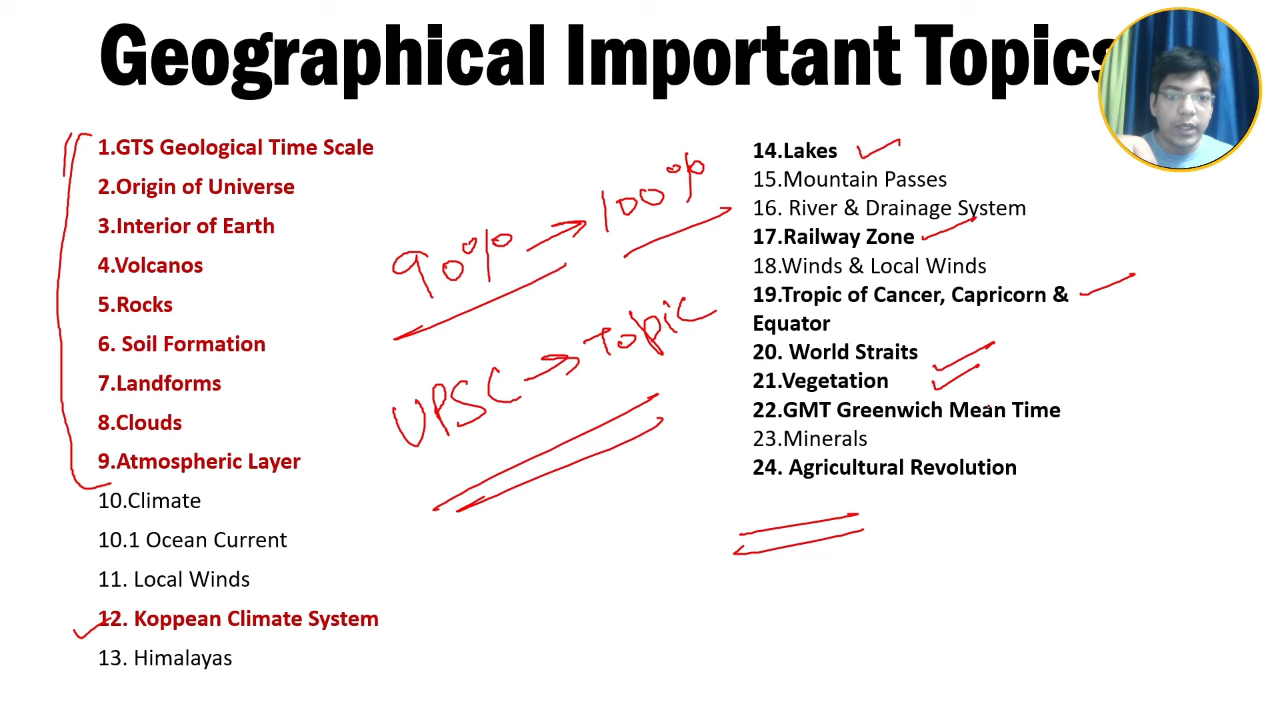 Geographical Important Topics
1.GTS Geological Time Scale
2.Origin of Universe
3.Interior of Earth
4.Volcanos
5.Rocks
6. Soil Formation
7.Landforms
8.Clouds
9.Atmospheric Layer
10.Climate
10.1 Ocean Current
11. Local Winds
12. Koppean Climate System
13. Himalayas
90% → 100%
UPSC → Topic
14.Lakes
15.Mountain Passes
16. River & Drainage System
17.Railway Zone
18.Winds & Local Winds
19.Tropic of Cancer, Capricorn &
Equator
20. World Straits
21.Vegetation
22.GMT Greenwich Mean Time
23.Minerals
24. Agricultural Revolution